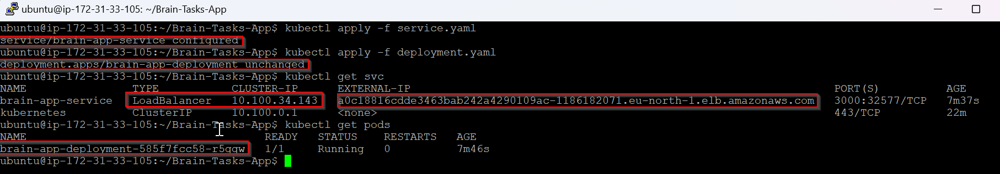 ubuntu@ip-172-31-33-105: ~/Brain-Tasks-App
ubuntu@ip-172-31-33-105:~/Brain-Tasks-App$ kubectl apply -f service.yaml
service/brain-app-service configured
ubuntu@ip-172-31-33-105:~/Brain-Tasks-App$ kubectl apply -f deployment.yaml
deployment.apps/brain-app-deployment unchanged
ubuntu@ip-172-31-33-105:~/Brain-Tasks-App$ kubectl get svc
NAME TYPE CLUSTER-IP EXTERNAL-IP PORT(S) AGE
brain-app-service LoadBalancer 10.100.34.143 a0c18816cdde3463bab242a4290109ac-1186182071.eu-north-1.elb.amazonaws.com 3000:32577/TCP 7m37s
kubernetes ClusterIP 10.100.0.1 <none> 443/TCP 22m
ubuntu@ip-172-31-33-105:~/Brain-Tasks-App$ kubectl get pods
NAME READY STATUS RESTARTS AGE
brain-app-deployment-585f7fcc58-r5gqw 1/1 Running 0 7m46s
ubuntu@ip-172-31-33-105:~/Brain-Tasks-App$